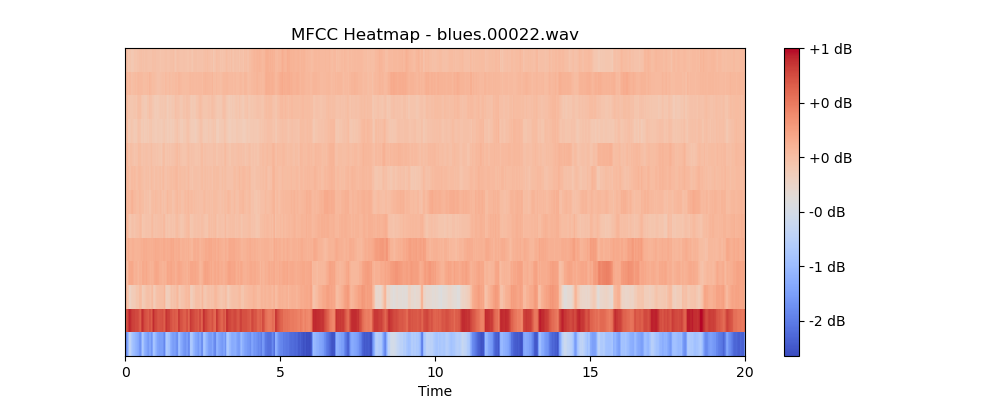 MFCC Heatmap - blues.00022.wav
+1 dB
+0 dB
+0 dB
-0 dB
-1 dB
-2 dB
0 5 10 15 20
Time